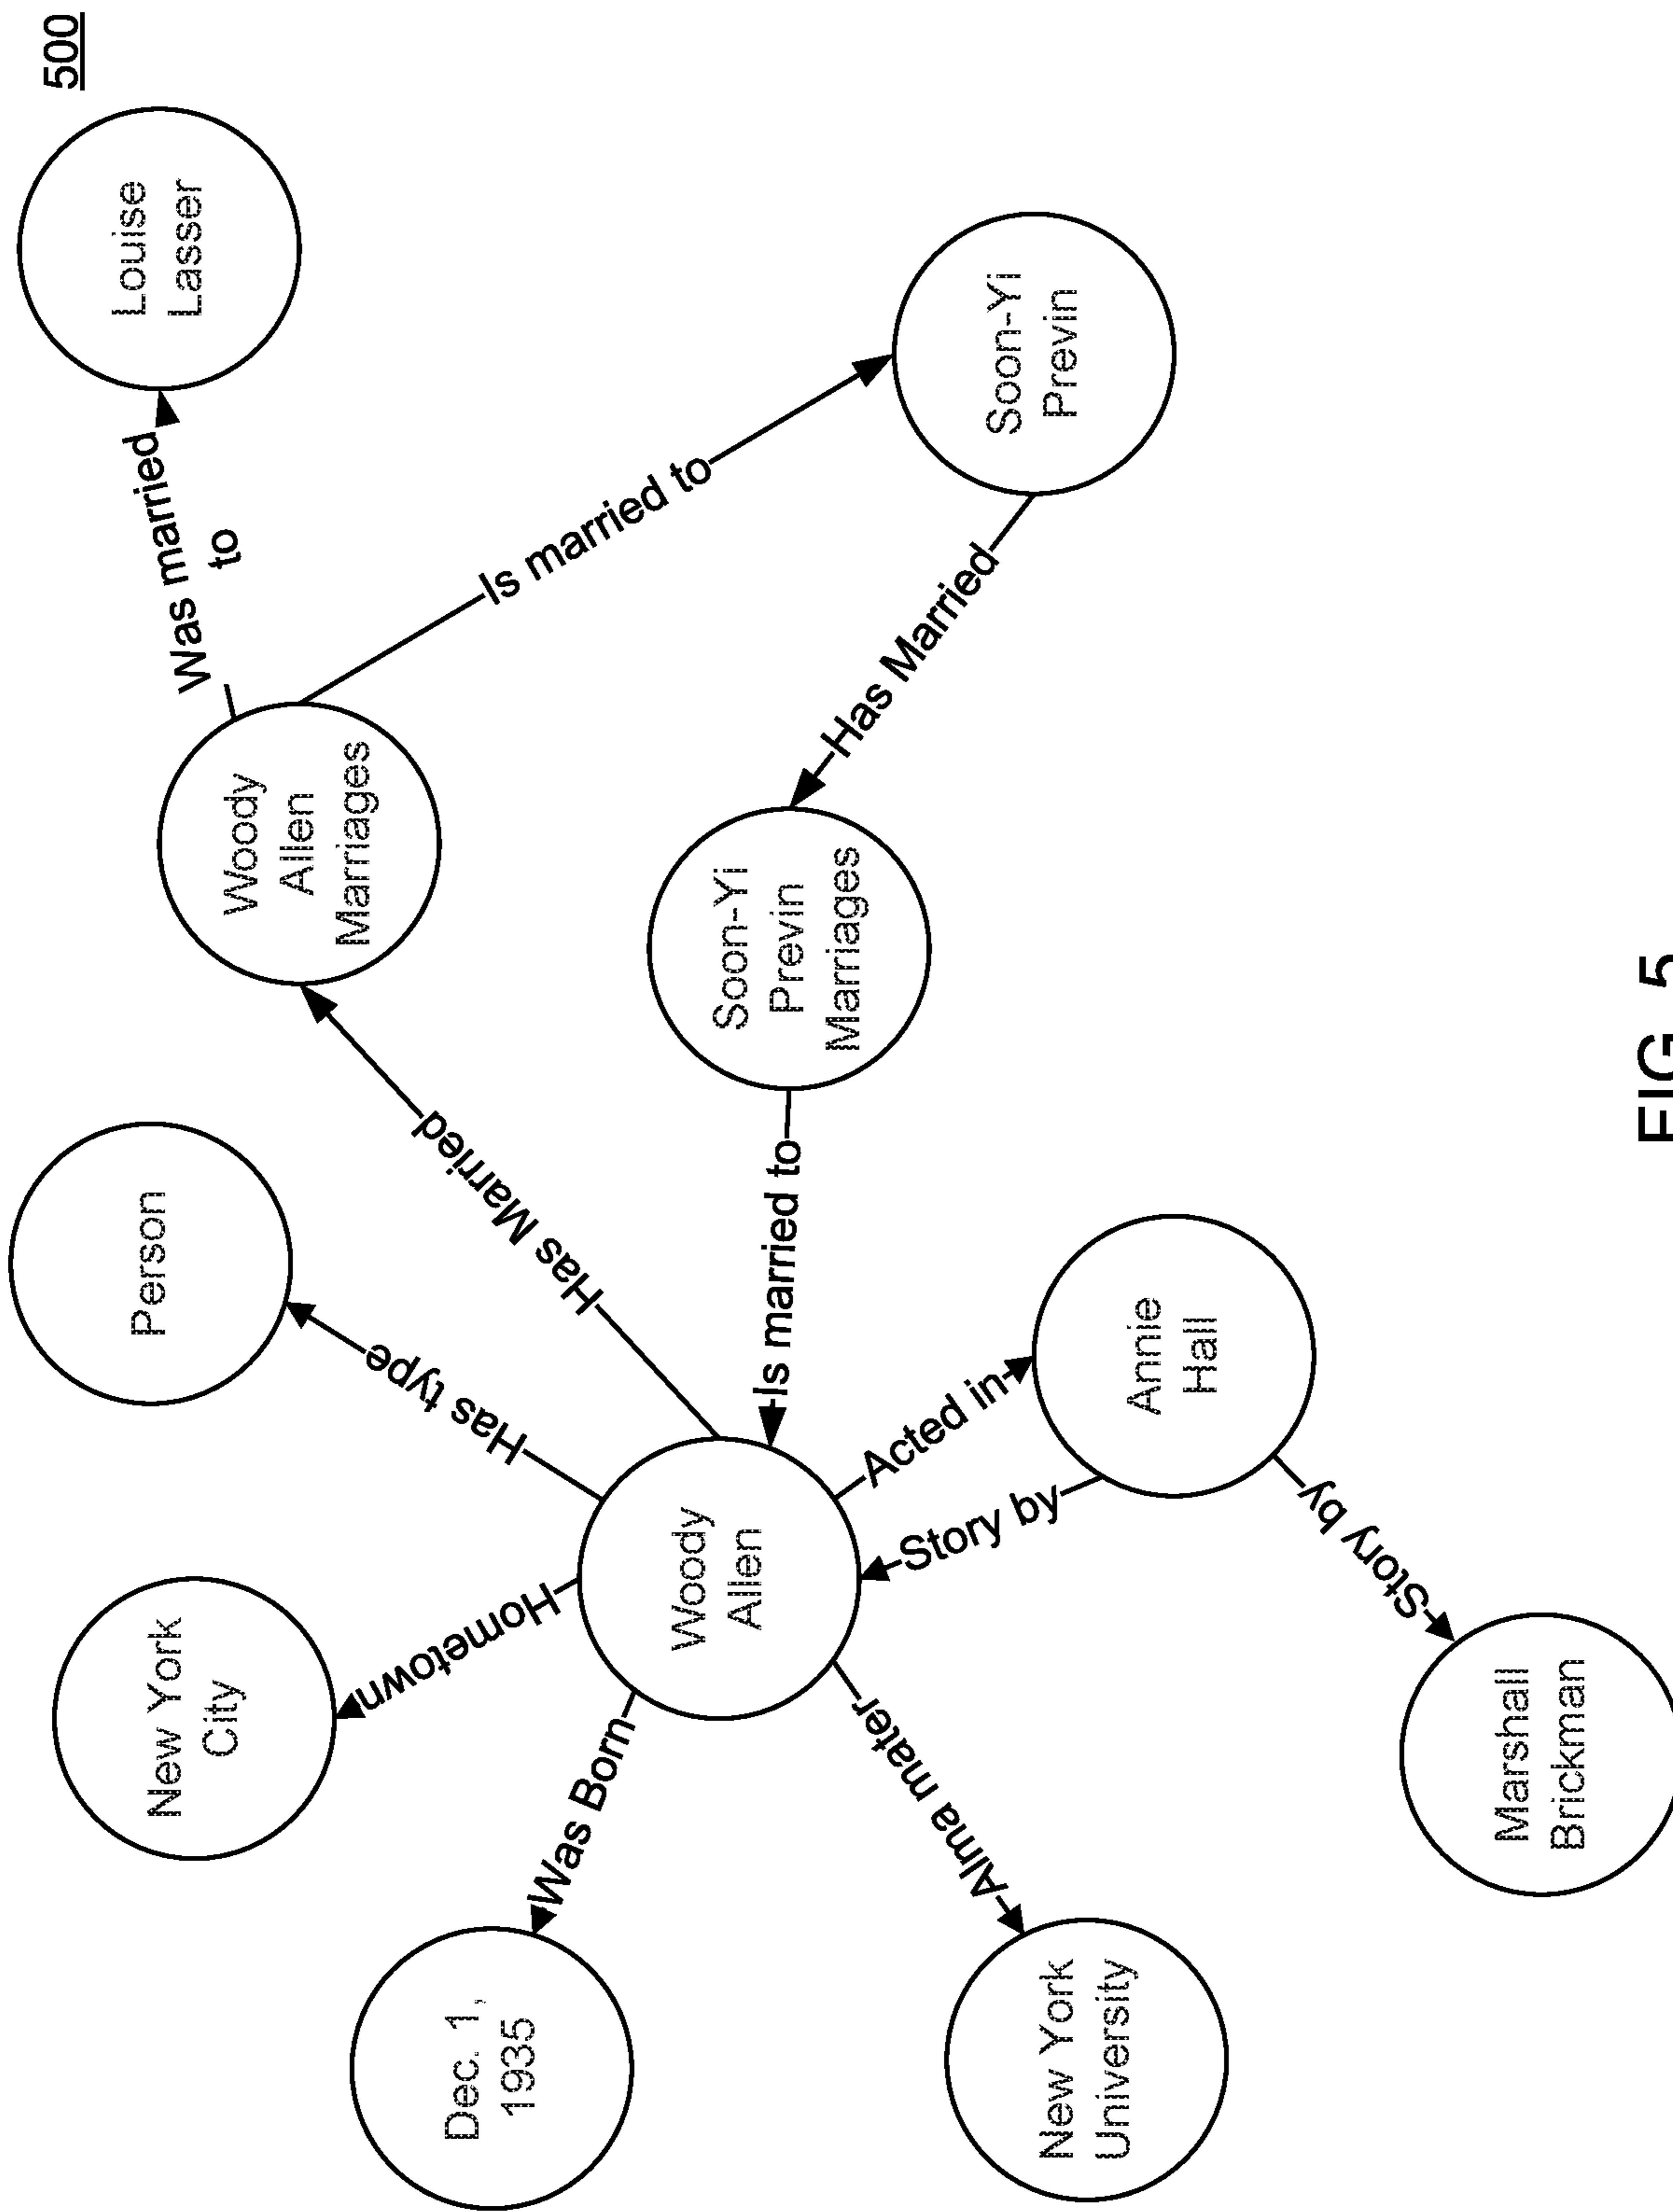 500
Person
Louise
Lasser
New York
City
Was married
to
Woody
Allen
Marriages
Has type
Hometown
Has Married
Is married to
Dec. 1,
1935
Was Born
Woody
Allen
Is married to
Soon-Yi
Previn
Marriages
Has Married
Soon-Yi
Previn
Alma mater
Story by
Acted in
New York
University
Annie
Hall
Story by
Marshall
Brickman
FIG. 5